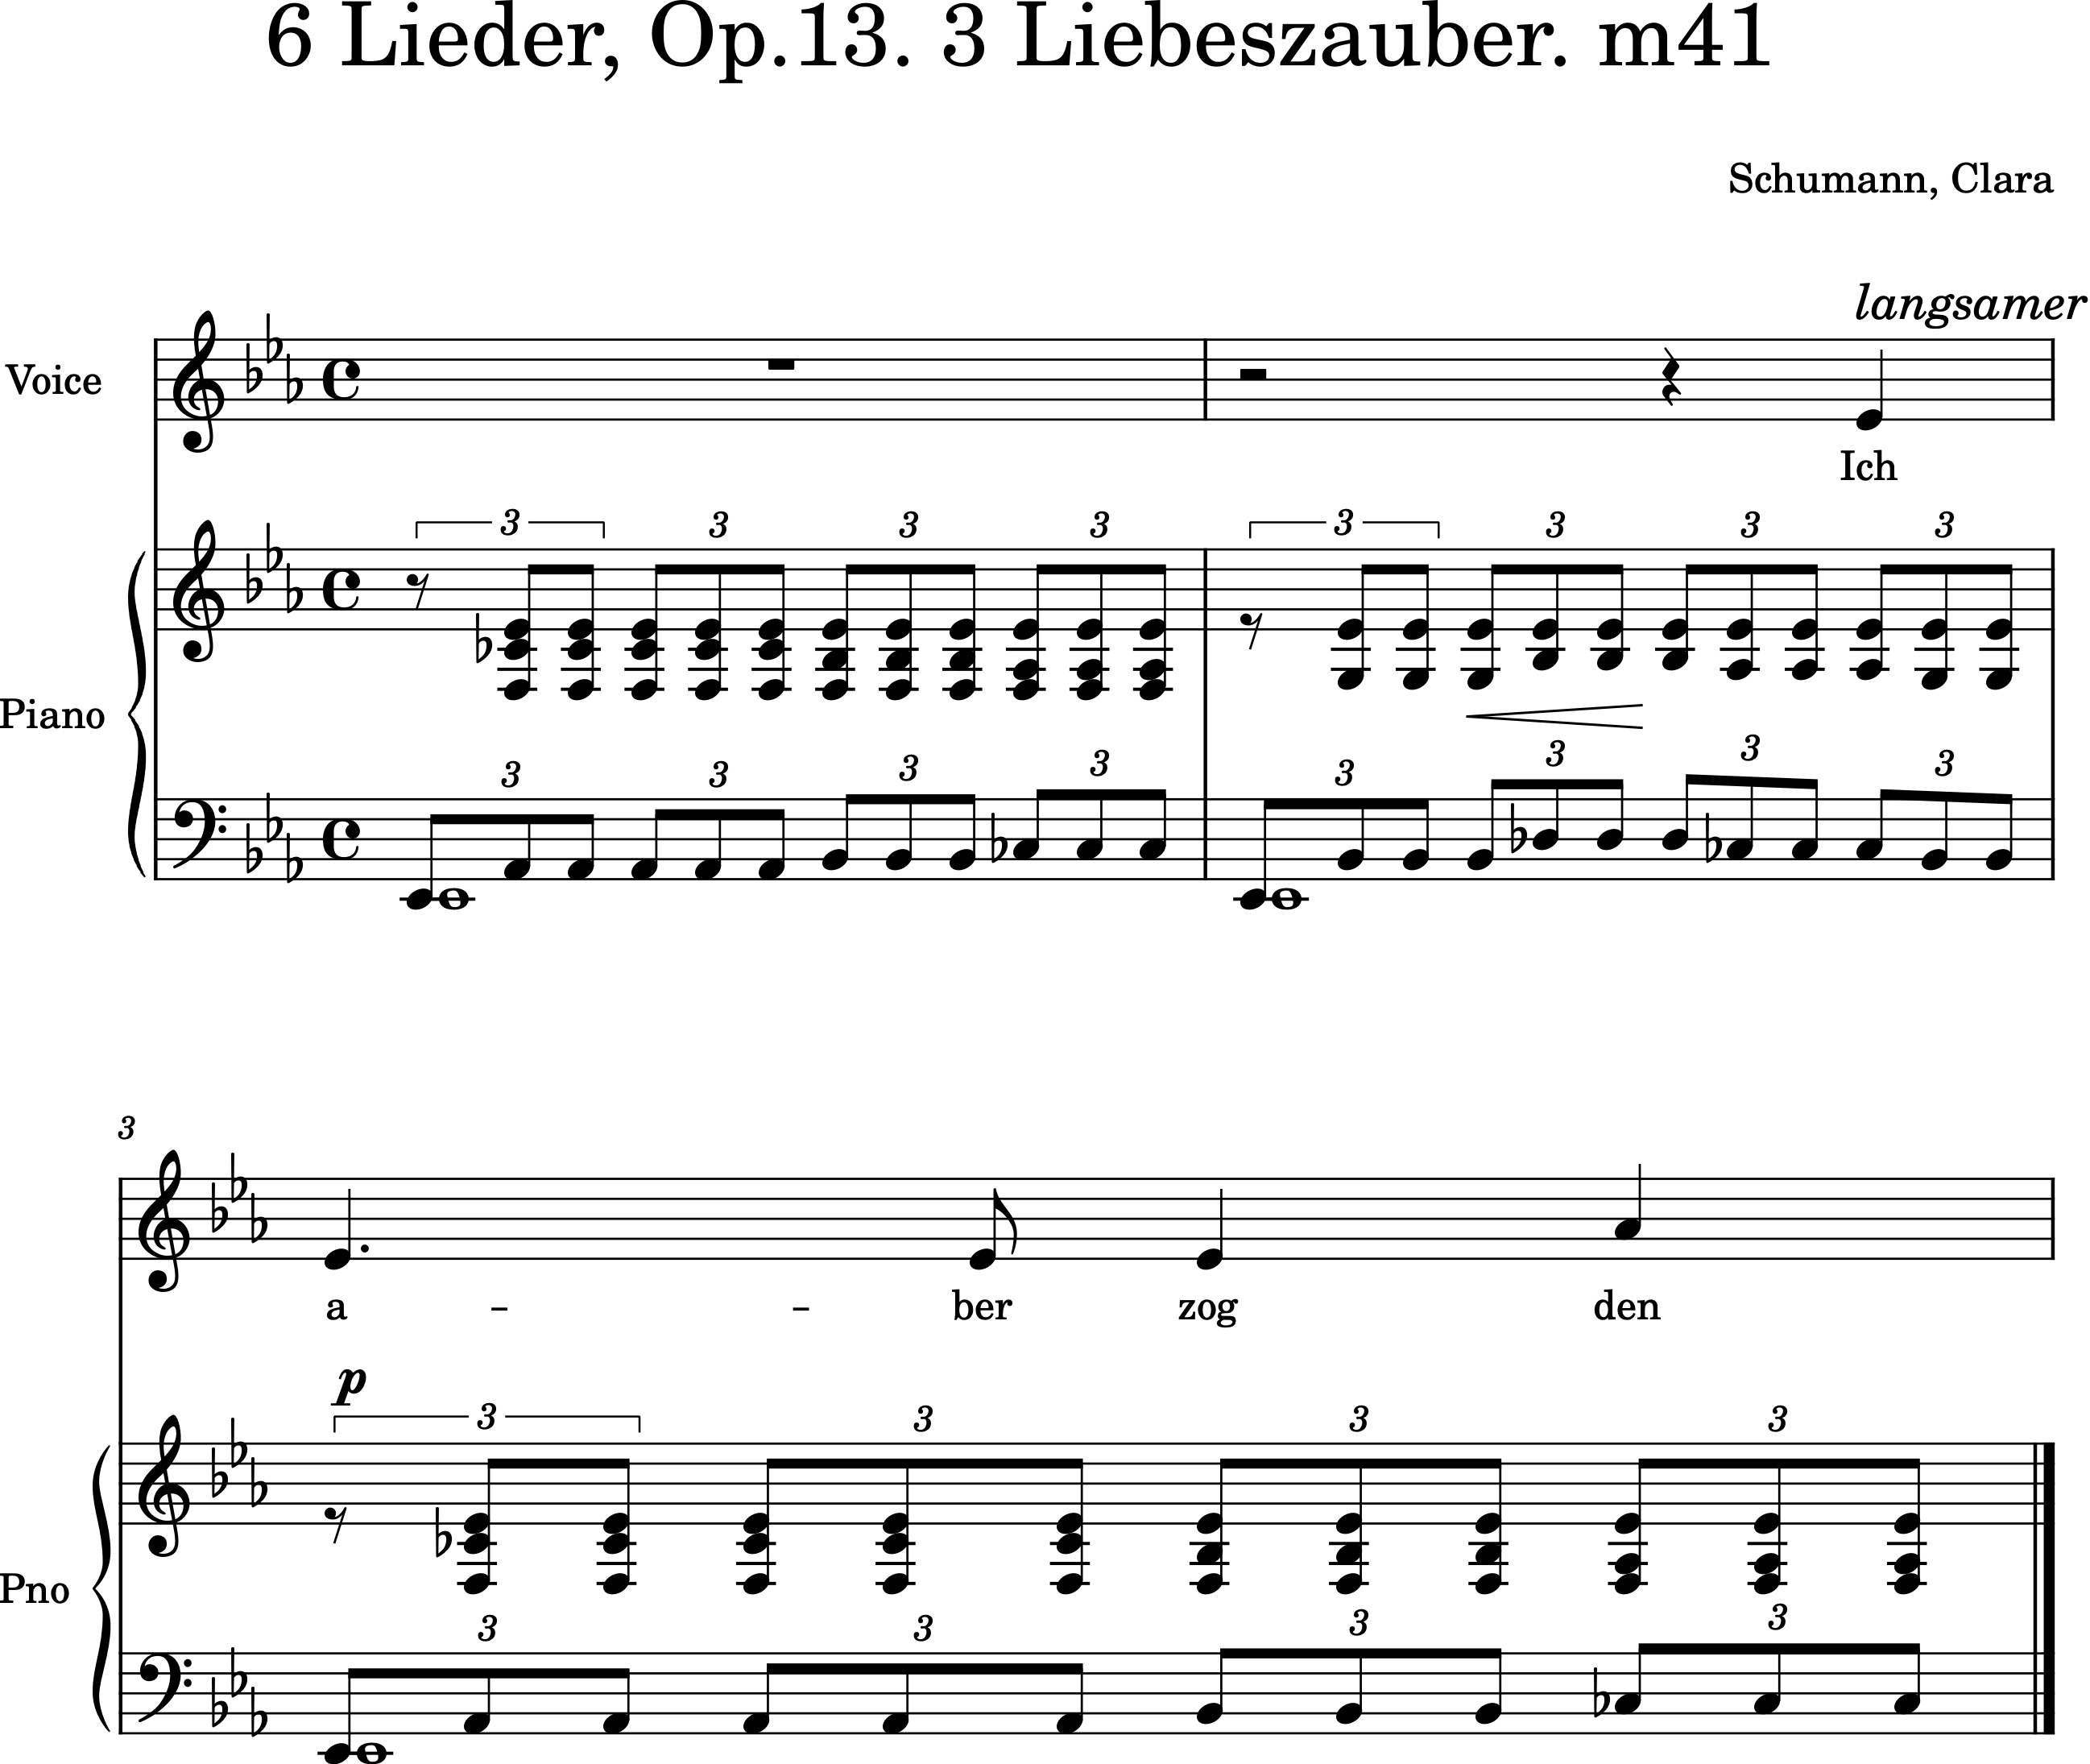 6 Lieder, Op.13. 3 Liebeszauber. m41
Schumann, Clara
langsamer
Voice
Ich
3 3 3 3 3 3 3 3
Piano
3 3 3 3 3 3 3 3
3
a - - ber zog den
p
3 3 3 3
Pno
3 3 3 3